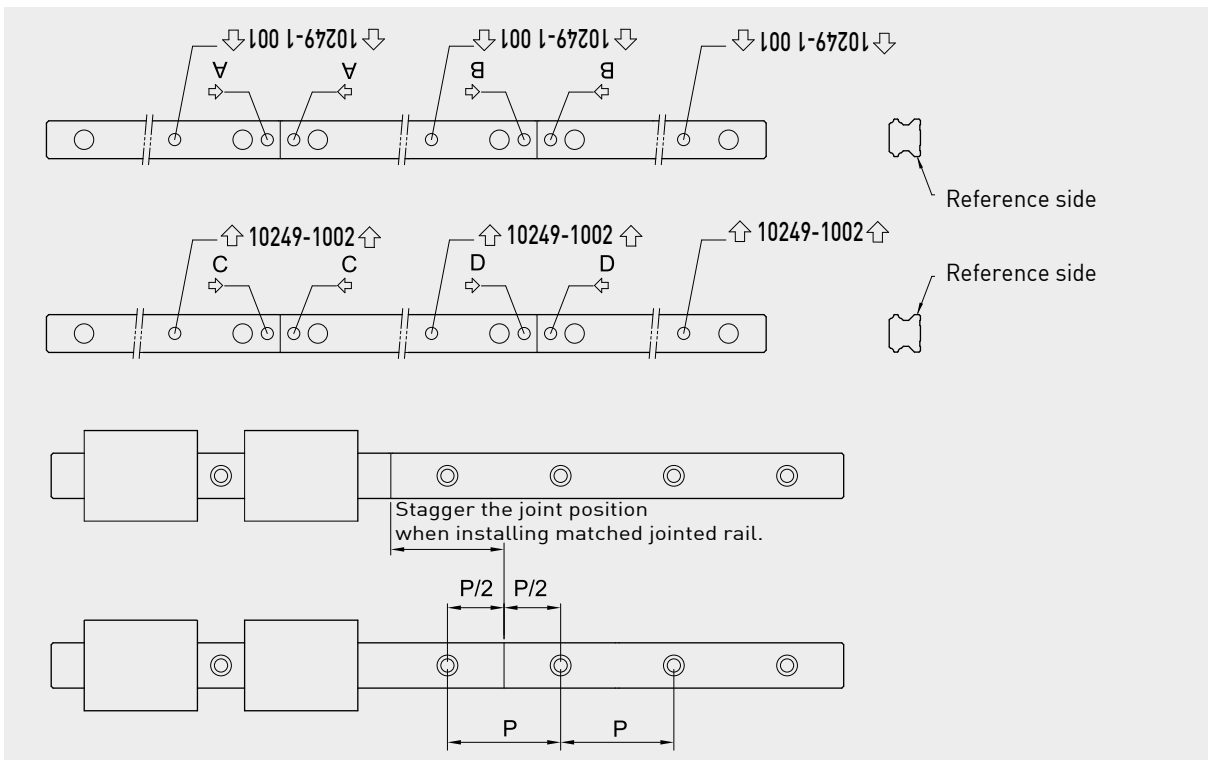 10249-1 001 10249-1 001 10249-1 001
A A B B
Reference side
10249-1002 10249-1002 10249-1002
C C D D
Reference side
Stagger the joint position
when installing matched jointed rail.
P/2 P/2
P P